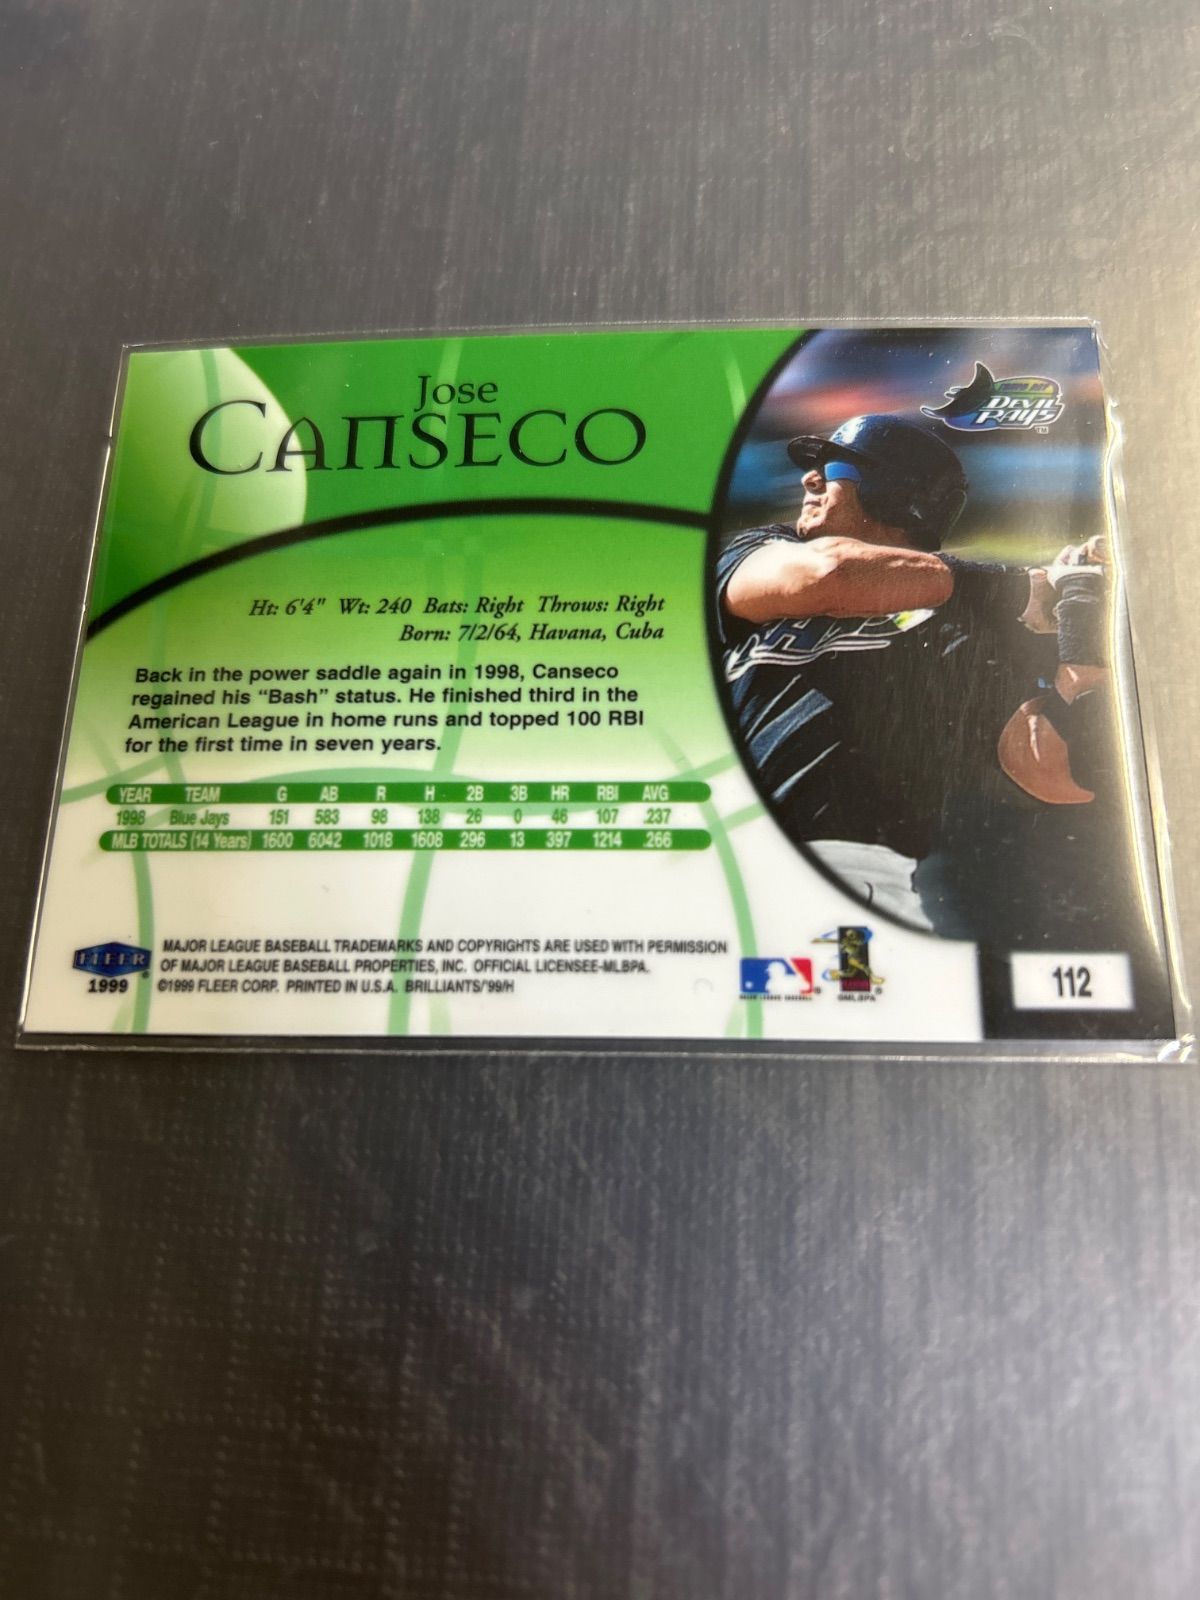 Jose
CANSECO
DEVIL
RAYS TM
Ht: 6'4" Wt: 240 Bats: Right Throws: Right
Born: 7/2/64, Havana, Cuba
Back in the power saddle again in 1998, Canseco
regained his "Bash" status. He finished third in the
American League in home runs and topped 100 RBI
for the first time in seven years.
YEAR TEAM G AB R H 2B 3B HR RBI AVG
1998 Blue Jays 151 583 98 138 26 0 46 107 .237
MLB TOTALS (14 Years) 1600 6042 1018 1608 296 13 397 1214 .266
FLEER ®
1999
MAJOR LEAGUE BASEBALL TRADEMARKS AND COPYRIGHTS ARE USED WITH PERMISSION
OF MAJOR LEAGUE BASEBALL PROPERTIES, INC. OFFICIAL LICENSEE-MLBPA.
©1999 FLEER CORP. PRINTED IN U.S.A. BRILLIANTS/'99/H
MAJOR LEAGUE BASEBALL ®
©MLBPA ®
112